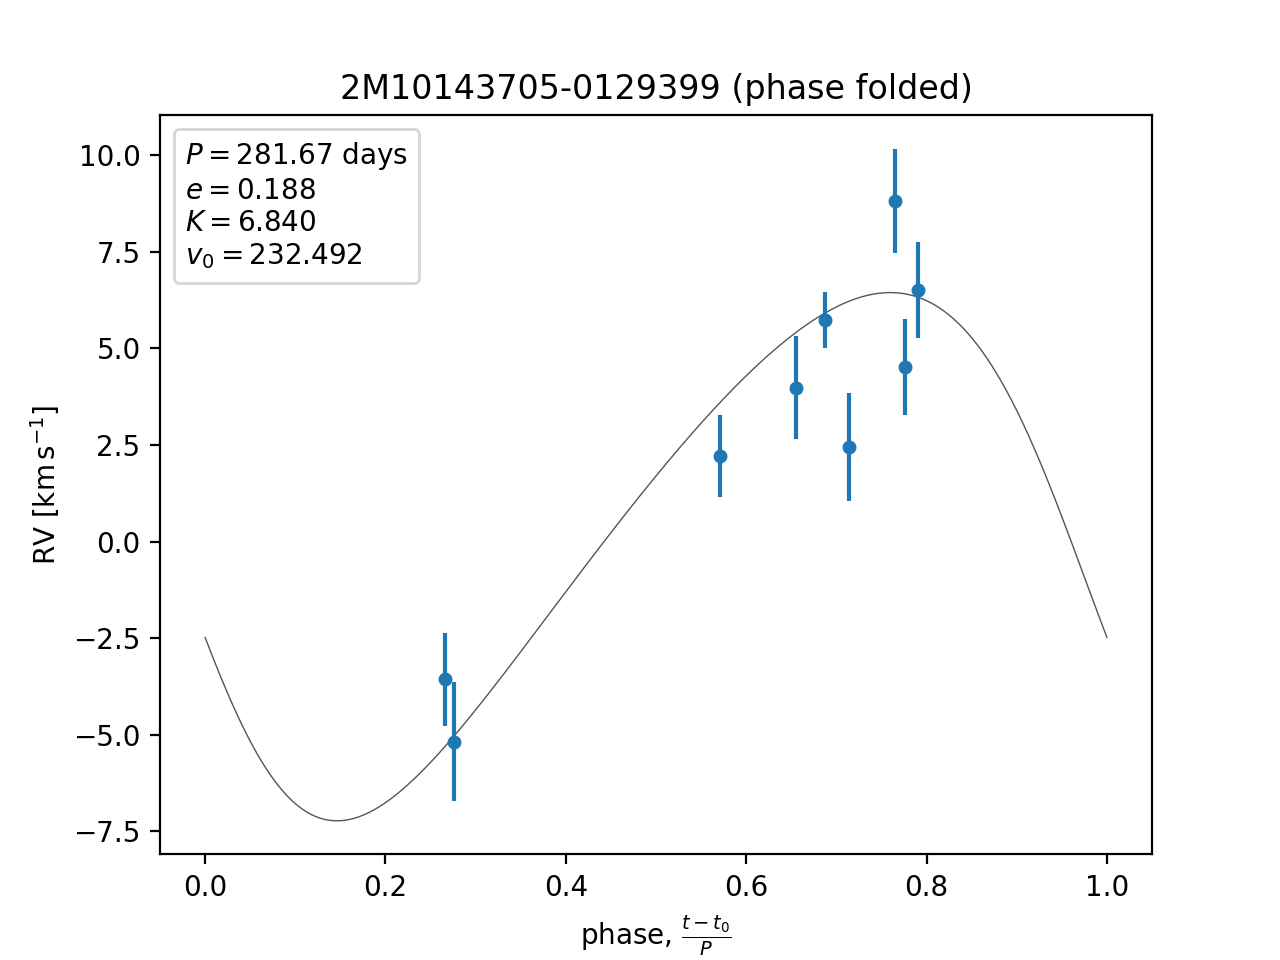 2M10143705-0129399 (phase folded)
P = 281.67 days
e = 0.188
K = 6.840
v₀ = 232.492
10.0
7.5
5.0
2.5
0.0
−2.5
−5.0
−7.5
RV [km s⁻¹]
0.0 0.2 0.4 0.6 0.8 1.0
phase, (t − t₀)/P